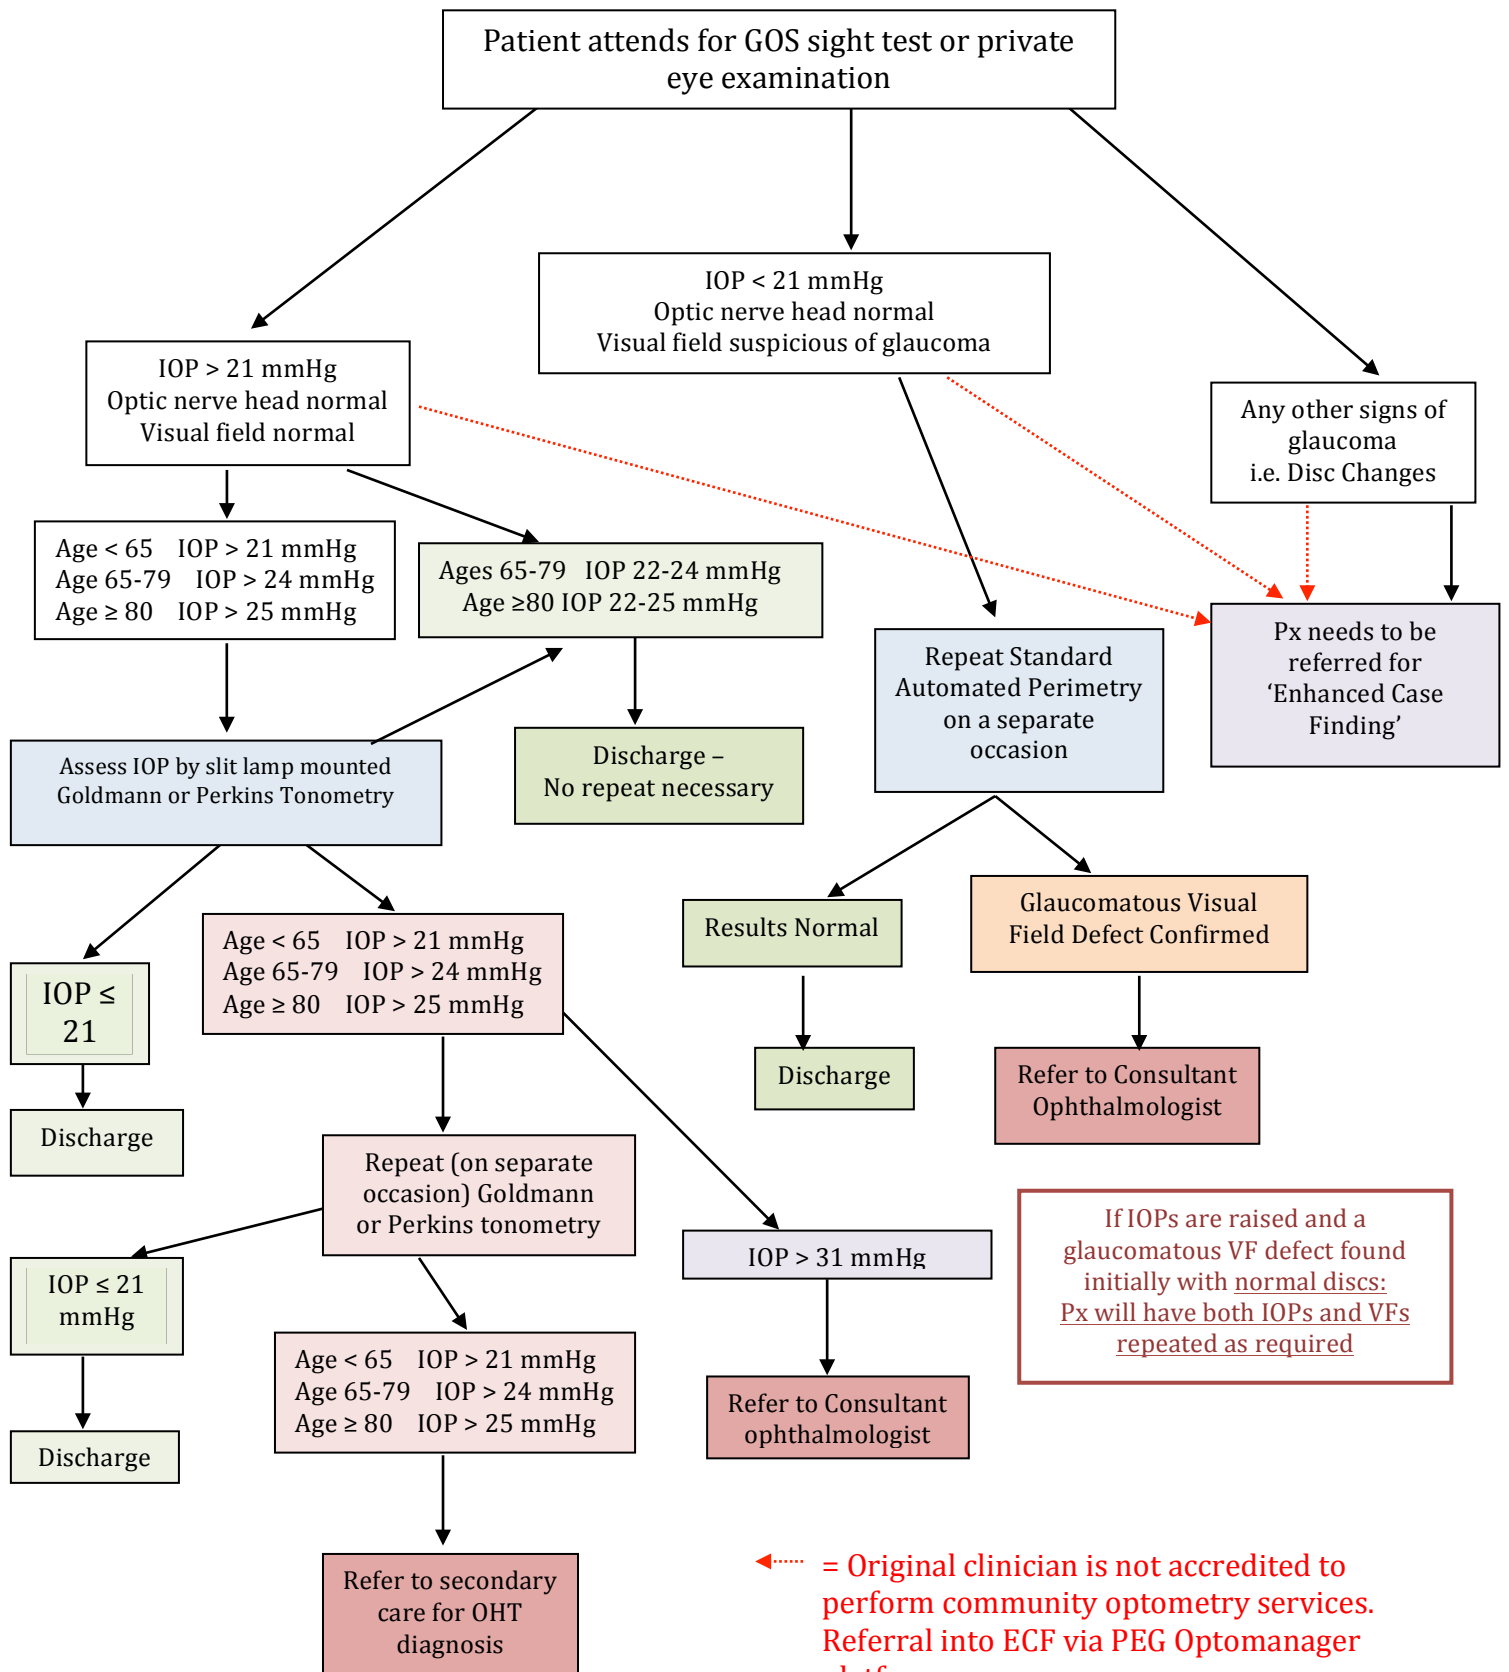 Patient attends for GOS sight test or private
eye examination
IOP < 21 mmHg
Optic nerve head normal
Visual field suspicious of glaucoma
IOP > 21 mmHg
Optic nerve head normal
Visual field normal
Any other signs of
glaucoma
i.e. Disc Changes
Age < 65 IOP > 21 mmHg
Age 65-79 IOP > 24 mmHg
Age ≥ 80 IOP > 25 mmHg
Ages 65-79 IOP 22-24 mmHg
Age ≥80 IOP 22-25 mmHg
Repeat Standard
Automated Perimetry
on a separate
occasion
Px needs to be
referred for
‘Enhanced Case
Finding’
Assess IOP by slit lamp mounted
Goldmann or Perkins Tonometry
Discharge –
No repeat necessary
Results Normal
Glaucomatous Visual
Field Defect Confirmed
IOP ≤
21
Age < 65 IOP > 21 mmHg
Age 65-79 IOP > 24 mmHg
Age ≥ 80 IOP > 25 mmHg
Discharge
Refer to Consultant
Ophthalmologist
Discharge
Repeat (on separate
occasion) Goldmann
or Perkins tonometry
IOP > 31 mmHg
If IOPs are raised and a
glaucomatous VF defect found
initially with normal discs:
Px will have both IOPs and VFs
repeated as required
IOP ≤ 21
mmHg
Age < 65 IOP > 21 mmHg
Age 65-79 IOP > 24 mmHg
Age ≥ 80 IOP > 25 mmHg
Refer to Consultant
ophthalmologist
Discharge
Refer to secondary
care for OHT
diagnosis
= Original clinician is not accredited to
perform community optometry services.
Referral into ECF via PEG Optomanager